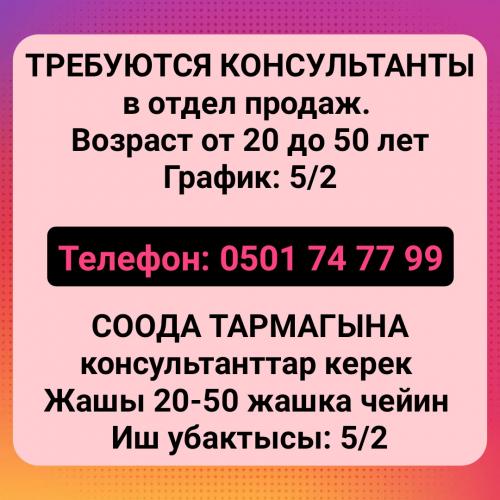 ТРЕБУЮТСЯ КОНСУЛЬТАНТЫ
в отдел продаж.
Возраст от 20 до 50 лет
График: 5/2
Телефон: 0501 74 77 99
СООДА ТАРМАГЫНА
консультанттар керек
Жашы 20-50 жашка чейин
Иш убактысы: 5/2